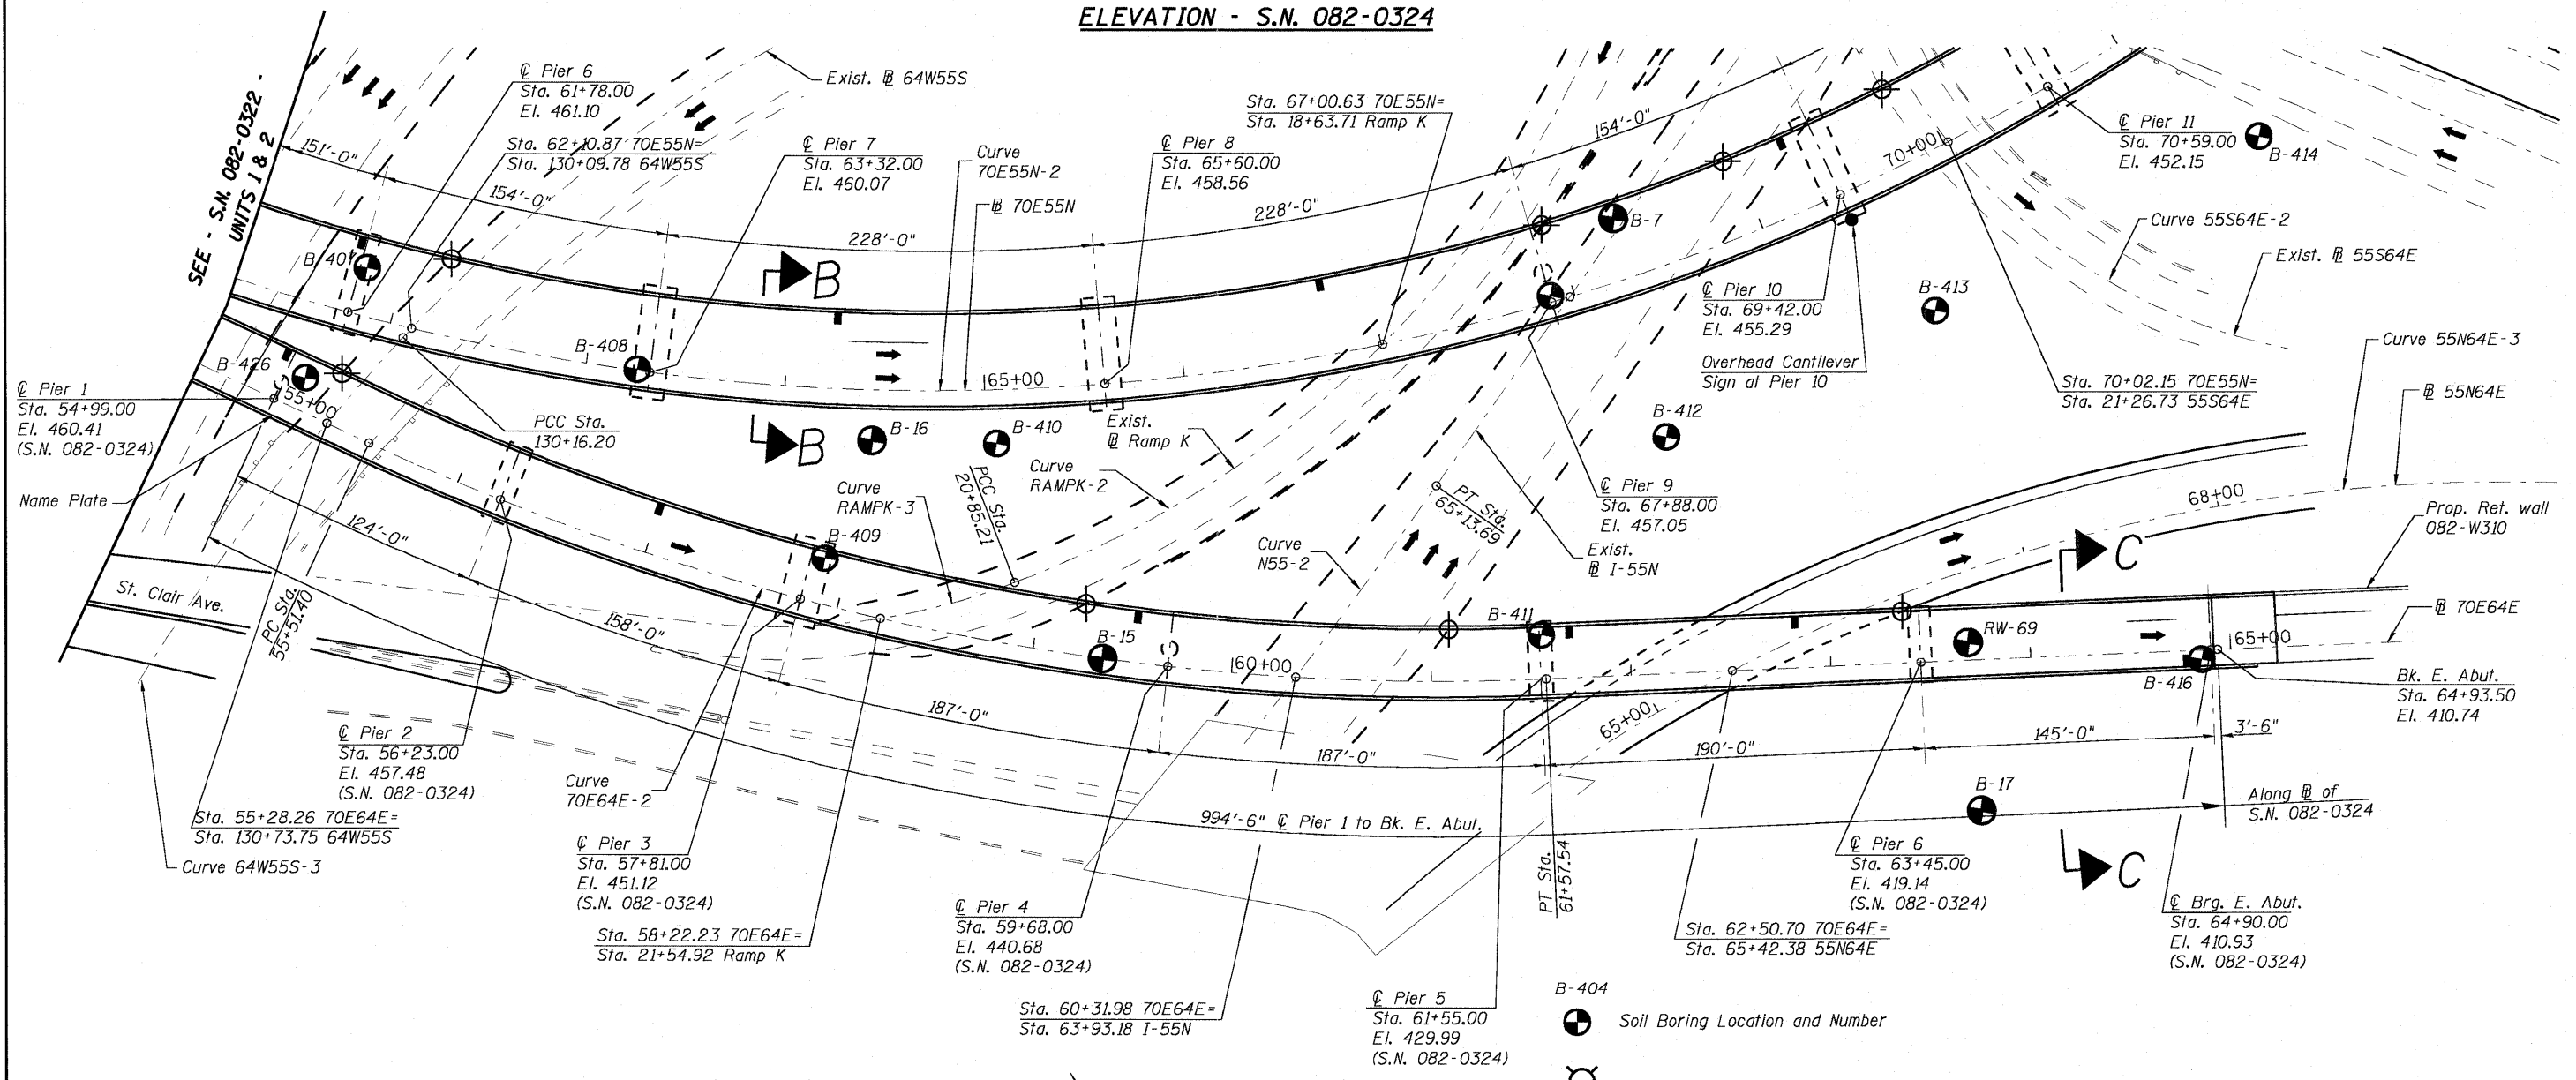 ELEVATION - S.N. 082-0324
SEE - S.N. 082-0322 -
UNITS 1 & 2
151'-0"
℄ Pier 6
Sta. 61+78.00
El. 461.10
Sta. 62+10.87 70E55N=
Sta. 130+09.78 64W55S
154'-0"
Exist. ℄ 64W55S
℄ Pier 7
Sta. 63+32.00
El. 460.07
228'-0"
Curve
70E55N-2
℄ 70E55N
℄ Pier 8
Sta. 65+60.00
El. 458.56
228'-0"
Sta. 67+00.63 70E55N=
Sta. 18+63.71 Ramp K
154'-0"
70+00
℄ Pier 11
Sta. 70+59.00
El. 452.15
B-414
B-7
Curve 55S64E-2
Exist. ℄ 55S64E
B-413
℄ Pier 10
Sta. 69+42.00
El. 455.29
Overhead Cantilever
Sign at Pier 10
Curve 55N64E-3
Sta. 70+02.15 70E55N=
Sta. 21+26.73 55S64E
℄ 55N64E
B-40
B
B-408
B-426
65+00
℄ Pier 1
Sta. 54+99.00
El. 460.41
(S.N. 082-0324)
55+00
PCC Sta.
130+16.20
B
B-16
B-410
Exist.
℄ Ramp K
B-412
Name Plate
124'-0"
Curve
RAMPK-3
PCC Sta.
20+85.21
Curve
RAMPK-2
PT Sta.
65+13.69
℄ Pier 9
Sta. 67+88.00
El. 457.05
68+00
Prop. Ret. wall
082-W310
B-409
Curve
N55-2
Exist.
℄ I-55N
C
St. Clair Ave.
PC Sta.
55+51.40
158'-0"
B-15
60+00
B-411
RW-69
65+00
℄ 70E64E
B-416
Bk. E. Abut.
Sta. 64+93.50
El. 410.74
187'-0"
187'-0"
65+00
190'-0"
145'-0"
3'-6"
℄ Pier 2
Sta. 56+23.00
El. 457.48
(S.N. 082-0324)
Curve
70E64E-2
B-17
Along ℄ of
S.N. 082-0324
Sta. 55+28.26 70E64E=
Sta. 130+73.75 64W55S
994'-6" ℄ Pier 1 to Bk. E. Abut.
Curve 64W55S-3
℄ Pier 3
Sta. 57+81.00
El. 451.12
(S.N. 082-0324)
PT Sta.
61+57.54
℄ Pier 6
Sta. 63+45.00
El. 419.14
(S.N. 082-0324)
C
℄ Pier 4
Sta. 59+68.00
El. 440.68
(S.N. 082-0324)
℄ Brg. E. Abut.
Sta. 64+90.00
El. 410.93
(S.N. 082-0324)
Sta. 58+22.23 70E64E=
Sta. 21+54.92 Ramp K
Sta. 62+50.70 70E64E=
Sta. 65+42.38 55N64E
Sta. 60+31.98 70E64E=
Sta. 63+93.18 I-55N
℄ Pier 5
Sta. 61+55.00
El. 429.99
(S.N. 082-0324)
B-404
Soil Boring Location and Number